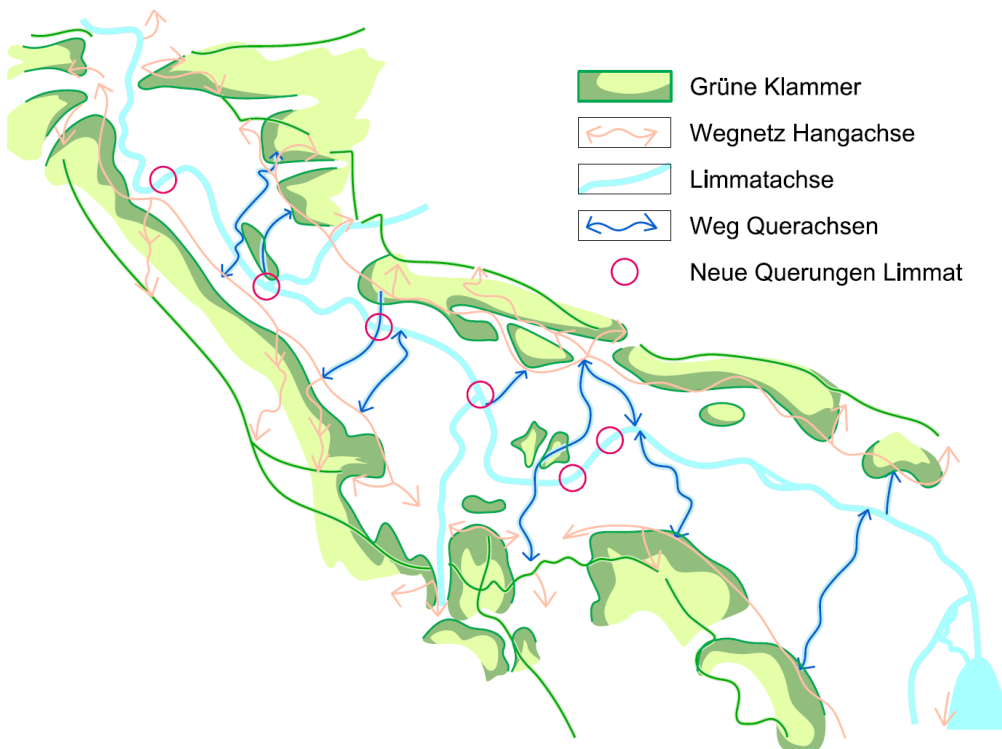 Grüne Klammer
Wegnetz Hangachse
Limmatachse
Weg Querachsen
Neue Querungen Limmat